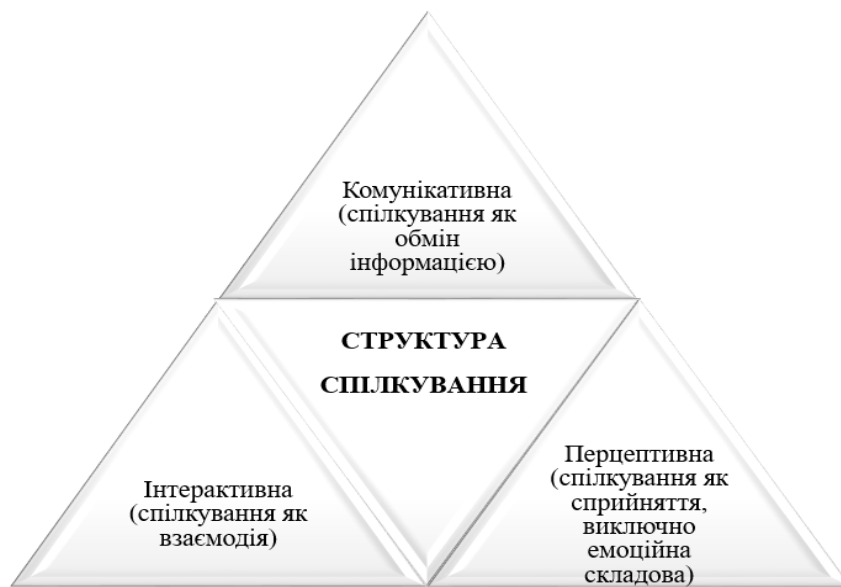 Комунікативна
(спілкування як
обмін
інформацією)
СТРУКТУРА
СПІЛКУВАННЯ
Інтерактивна
(спілкування як
взаємодія)
Перцептивна
(спілкування як
сприйняття,
виключно
емоційна
складова)